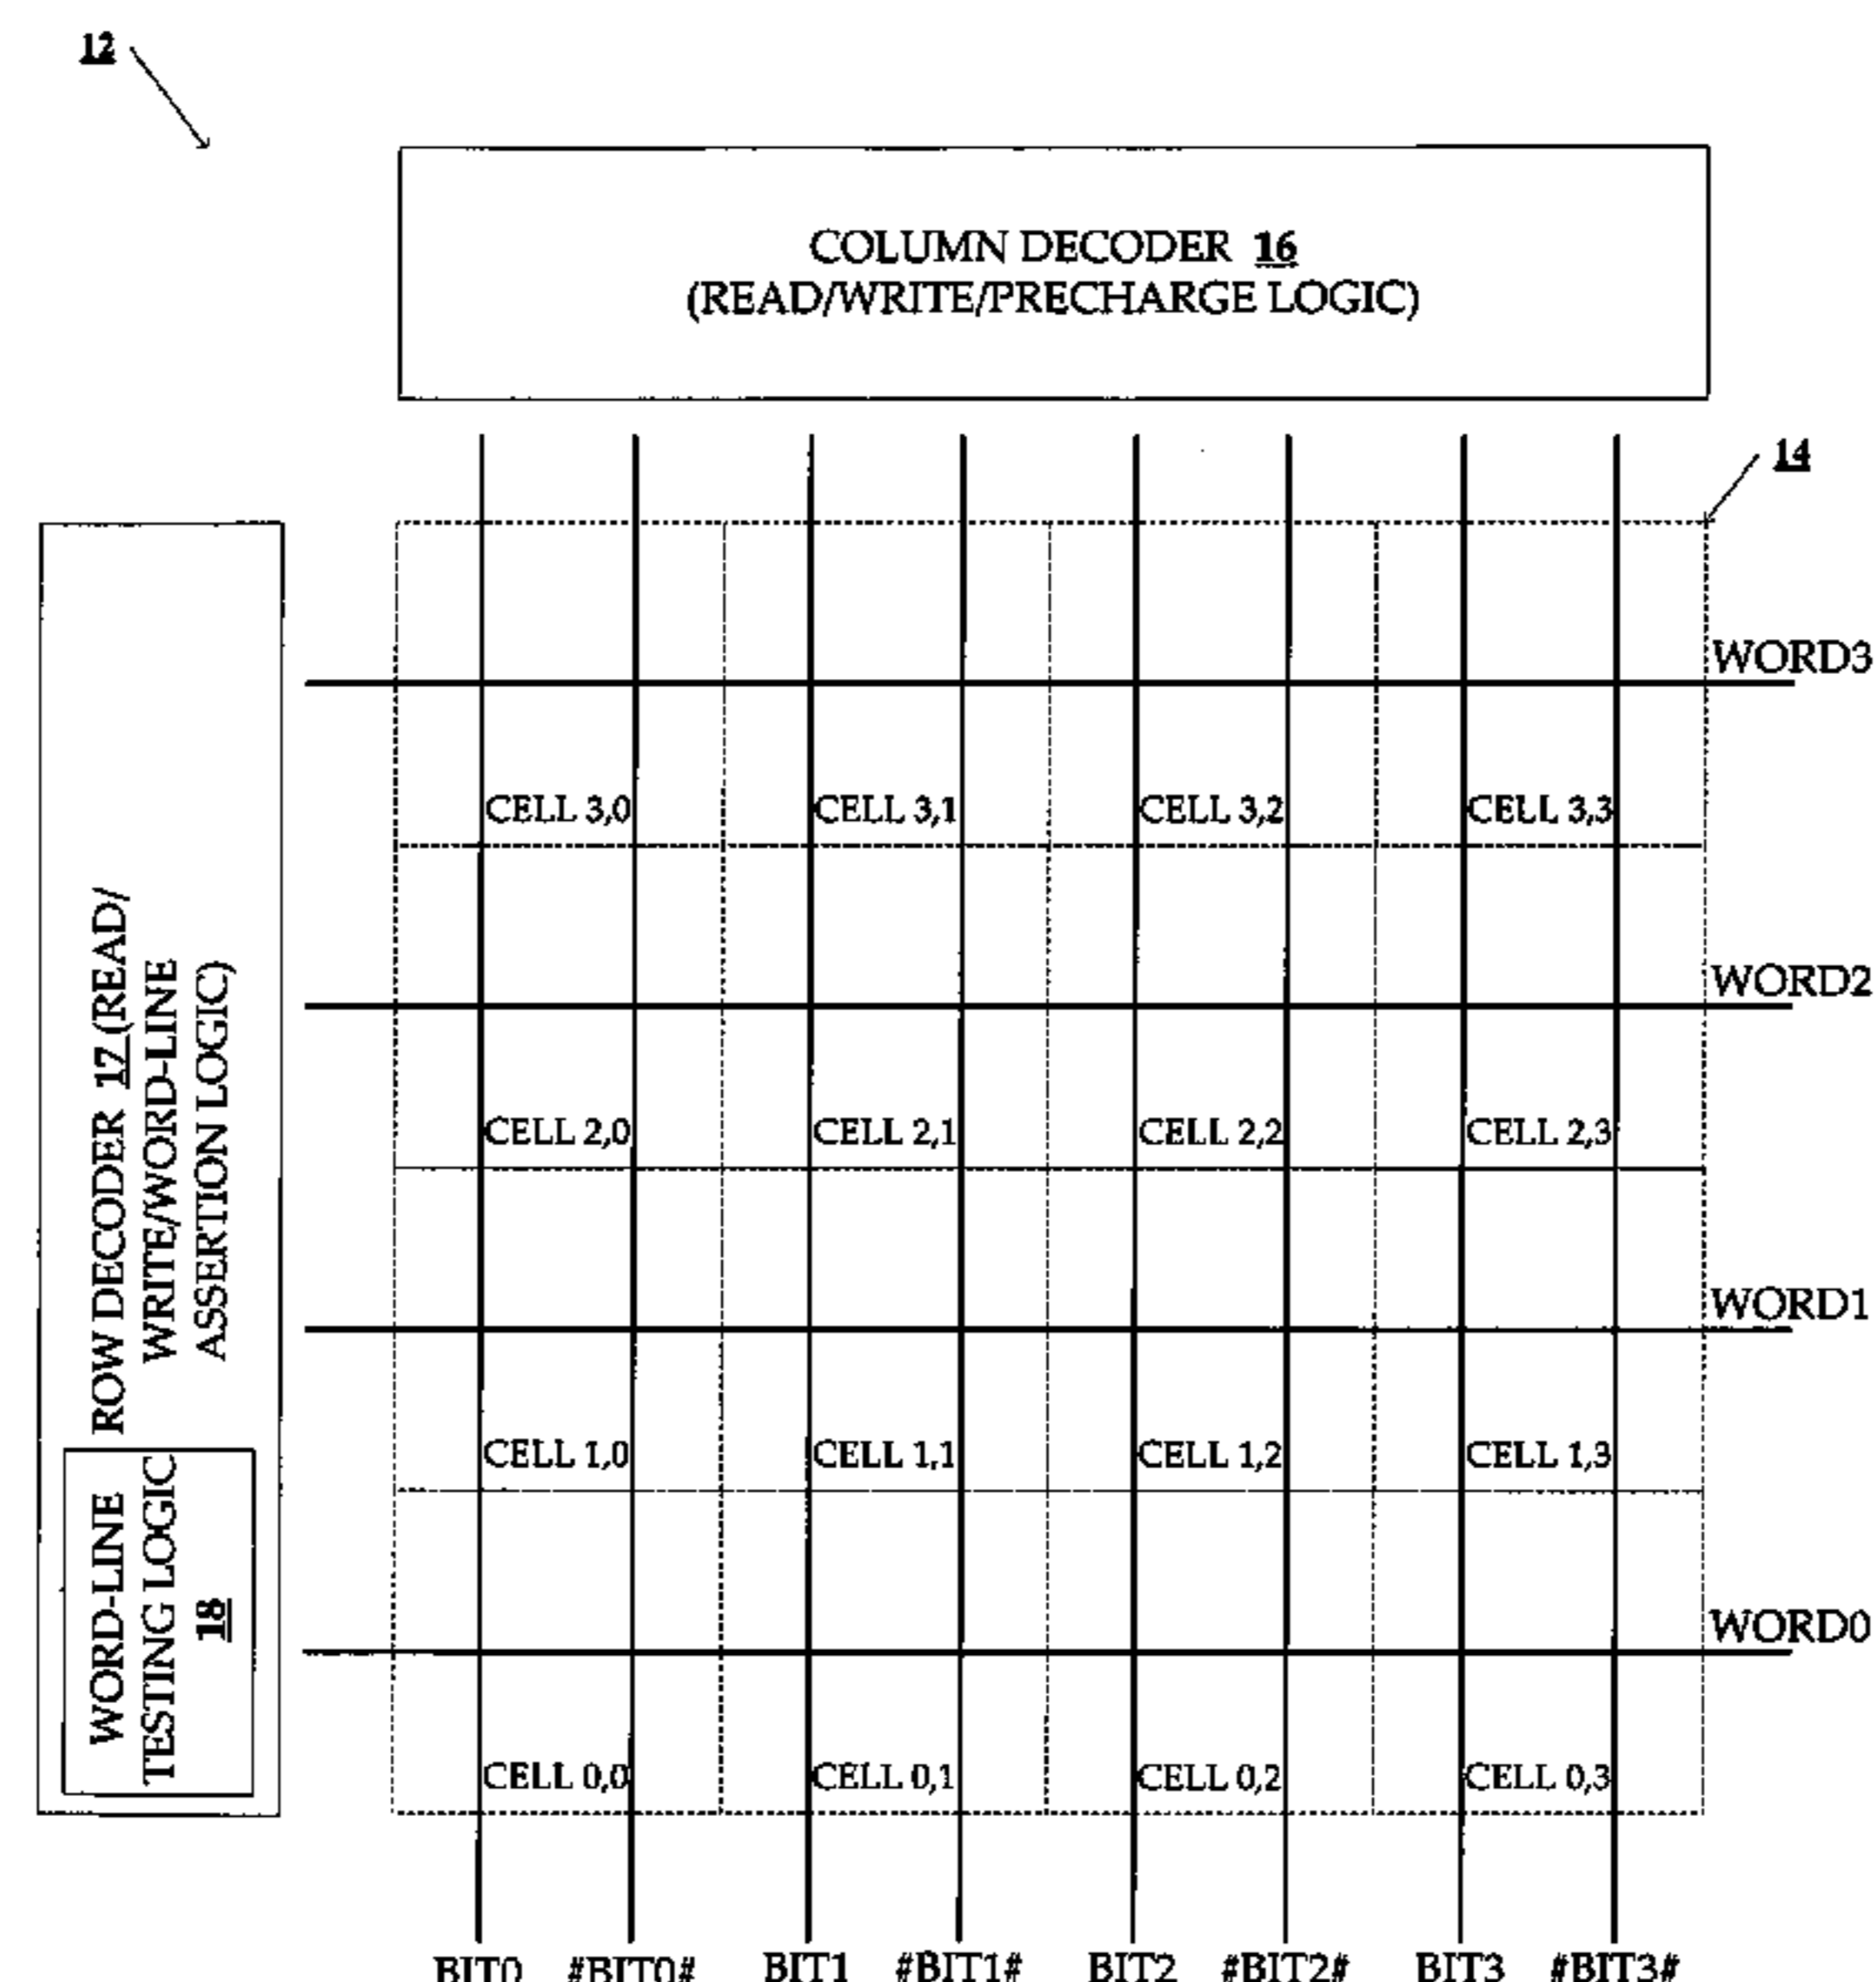 12
COLUMN DECODER 16
(READ/WRITE/PRECHARGE LOGIC)
14
WORD3
CELL 3,0 CELL 3,1 CELL 3,2 CELL 3,3
WORD2
CELL 2,0 CELL 2,1 CELL 2,2 CELL 2,3
WORD1
CELL 1,0 CELL 1,1 CELL 1,2 CELL 1,3
WORD0
CELL 0,0 CELL 0,1 CELL 0,2 CELL 0,3
ROW DECODER 17 (READ/
WRITE/WORD-LINE
ASSERTION LOGIC)
WORD-LINE
TESTING LOGIC
18
BIT0 #BIT0# BIT1 #BIT1# BIT2 #BIT2# BIT3 #BIT3#